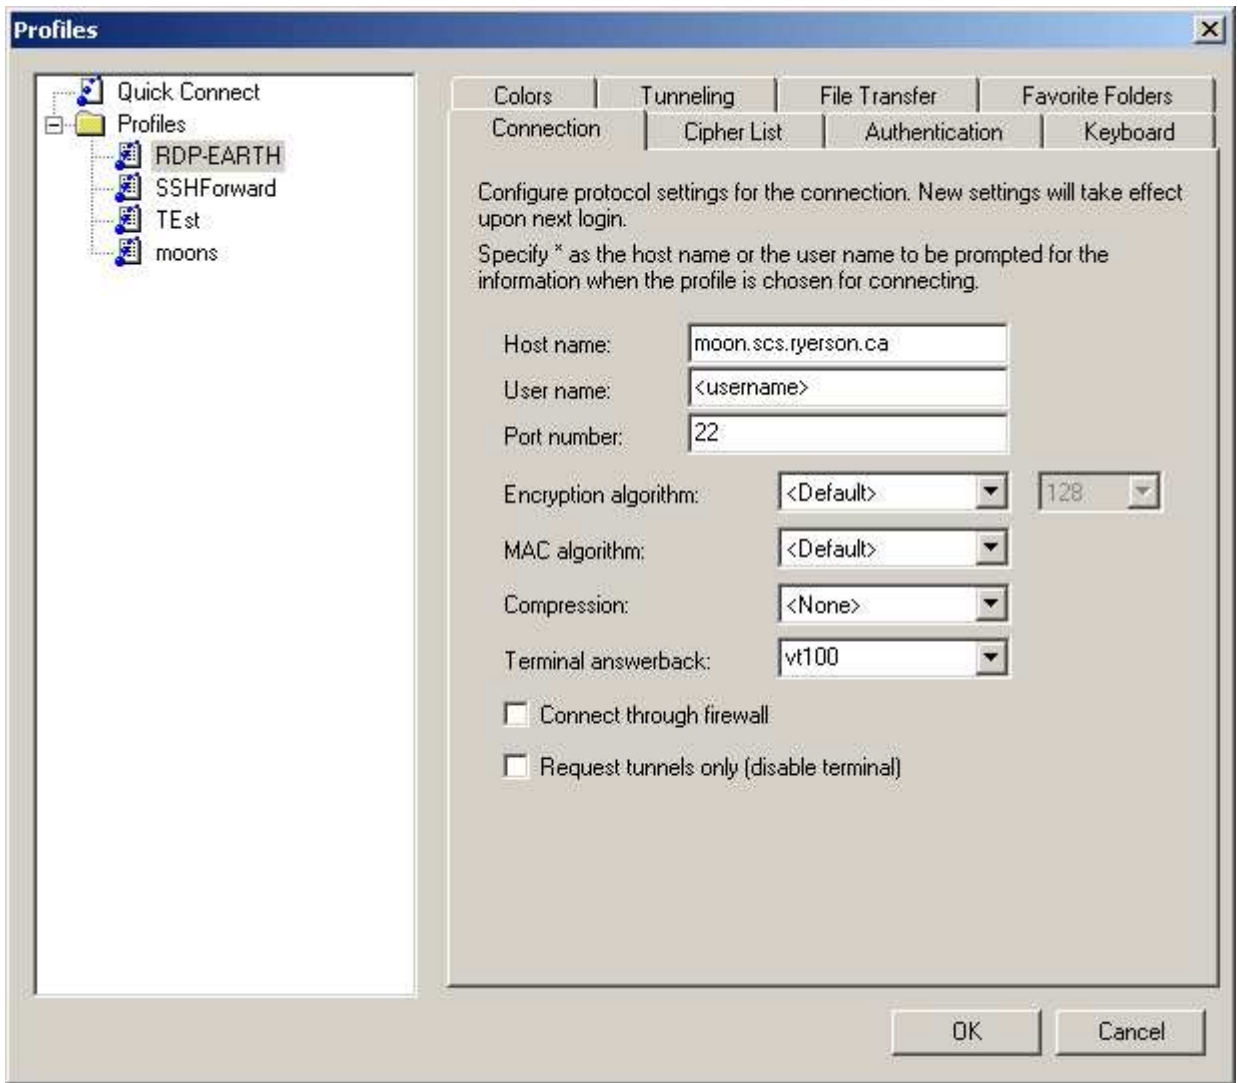 Profiles
Quick Connect
Profiles
RDP-EARTH
SSHForward
TEst
moons
Colors
Tunneling
File Transfer
Favorite Folders
Connection
Cipher List
Authentication
Keyboard
Configure protocol settings for the connection. New settings will take effect
upon next login.
Specify * as the host name or the user name to be prompted for the
information when the profile is chosen for connecting.
Host name: moon.scs.ryerson.ca
User name: <username>
Port number: 22
Encryption algorithm: <Default> 128
MAC algorithm: <Default>
Compression: <None>
Terminal answerback: vt100
Connect through firewall
Request tunnels only (disable terminal)
OK Cancel